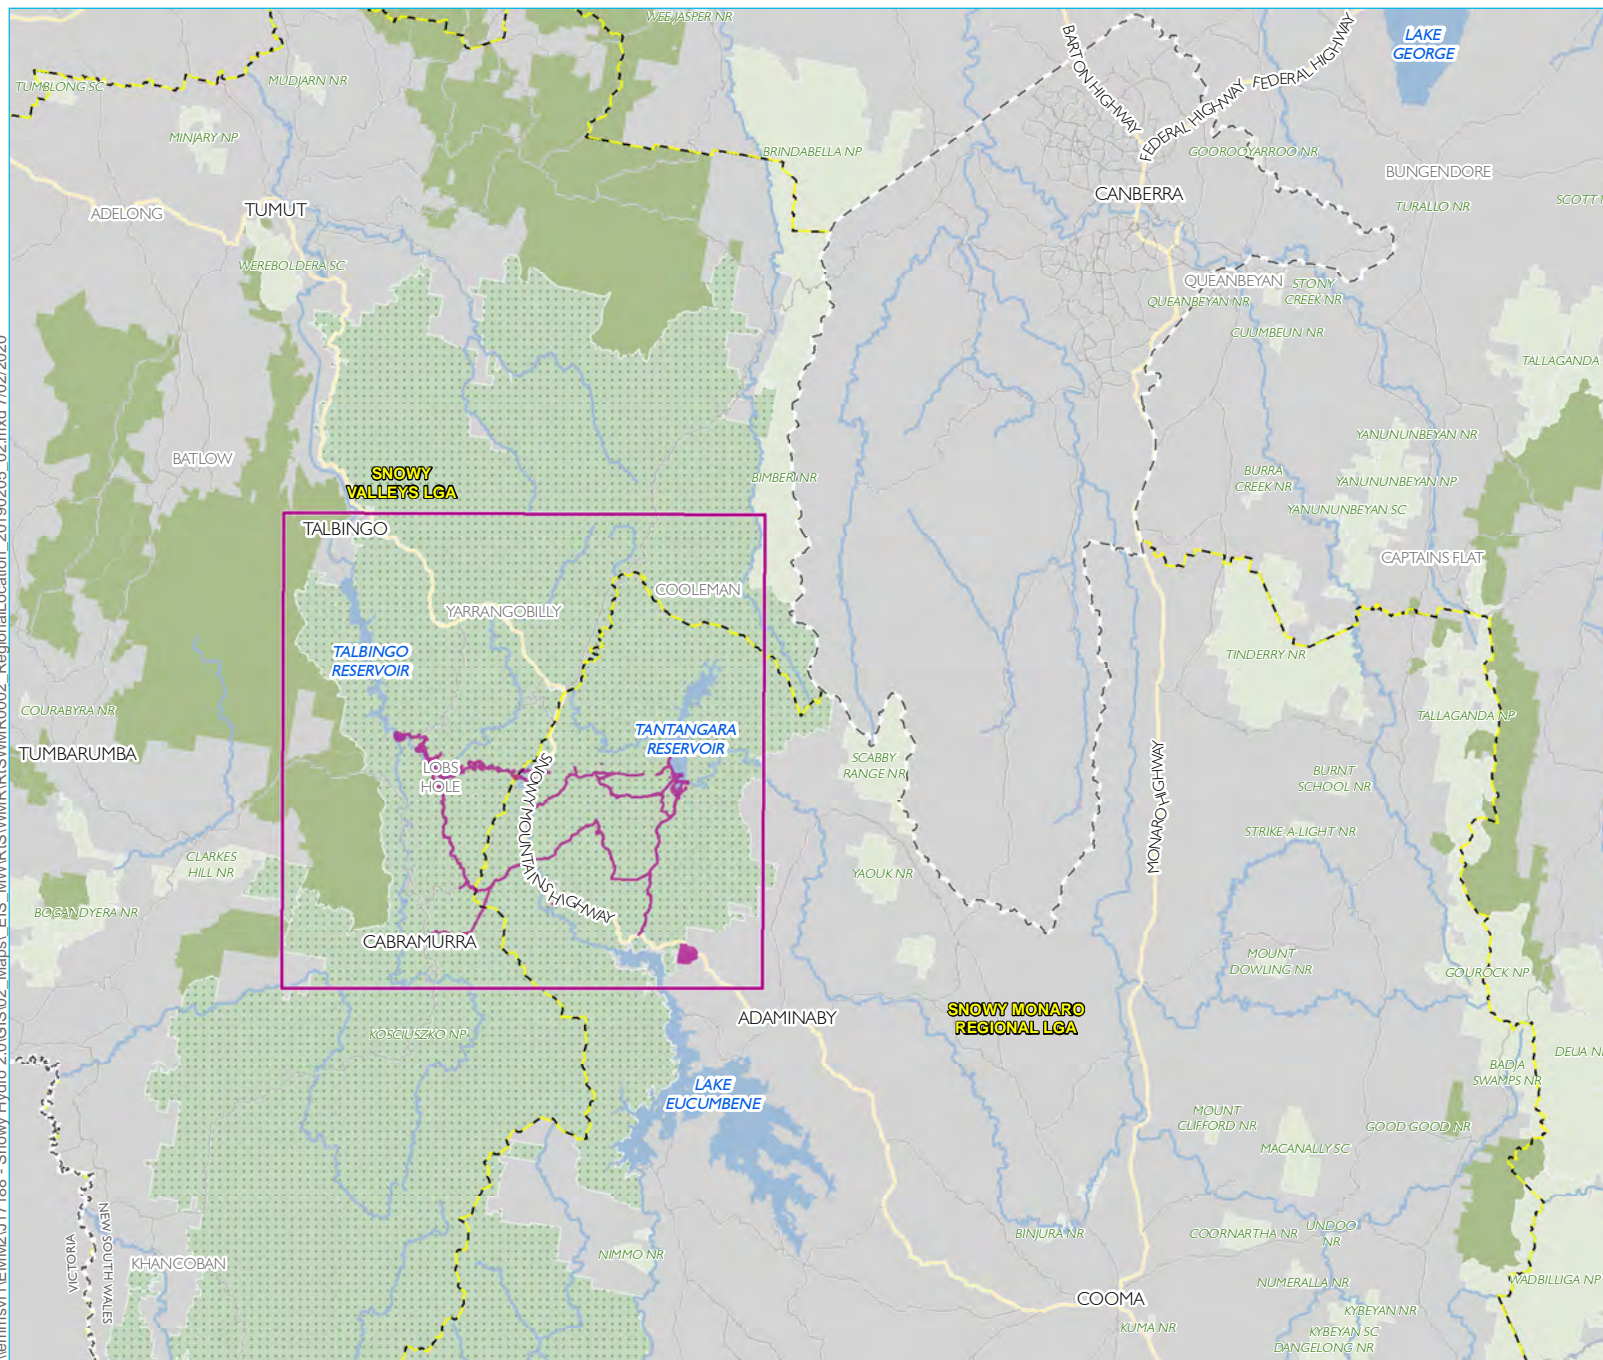 WEE JASPER NR
LAKE
GEORGE
BARTON HIGHWAY
FEDERAL HIGHWAY
FEDERAL HIGHWAY
TUMBLONG SC
MUDJARN NR
MINJARY NP
BRINDABELLA NP
GOOROOYARROO NR
BUNGENDORE
CANBERRA
TURALLO NR
SCOTT
ADELONG
TUMUT
WEREBOLDERA SC
QUEANBEYAN
STONY
CREEK NR
QUEANBEYAN NR
CUUMBEUN NR
TALLAGANDA
YANUNUNBEYAN NR
BATLOW
SNOWY
VALLEYS LGA
BIMBERI NR
BURRA
CREEK NR
YANUNUNBEYAN NP
YANUNUNBEYAN SC
TALBINGO
CAPTAINS FLAT
COOLEMAN
YARRANGOBILLY
TALBINGO
RESERVOIR
TINDERRY NR
COURABYRA NR
TALLAGANDA NP
TANTANGARA
RESERVOIR
TUMBARUMBA
SCABBY
RANGE NR
LOBS
HOLE
BURNT
SCHOOL NR
SNOWY MOUNTAINS HIGHWAY
MONARO HIGHWAY
STRIKE-A-LIGHT NR
CLARKES
HILL NR
YAOUK NR
BOGANDYERA NR
CABRAMURRA
MOUNT
DOWLING NR
GOUROCK NP
ADAMINABY
SNOWY MONARO
REGIONAL LGA
KOSCIUSZKO NP
DEUA N
BADJA
SWAMPS NR
LAKE
EUCUMBENE
MOUNT
CLIFFORD NR
GOOD GOOD NR
MACANALLY SC
VICTORIA
NEW SOUTH WALES
BINJURA NR
COORNARTHA NR
UNDOO
NR
KHANCOBAN
NIMMO NR
NUMERALLA NR
WADBILLIGA NP
COOMA
KYBEYAN NR
KUMA NR
KYBEYAN SC
DANGELONG NR